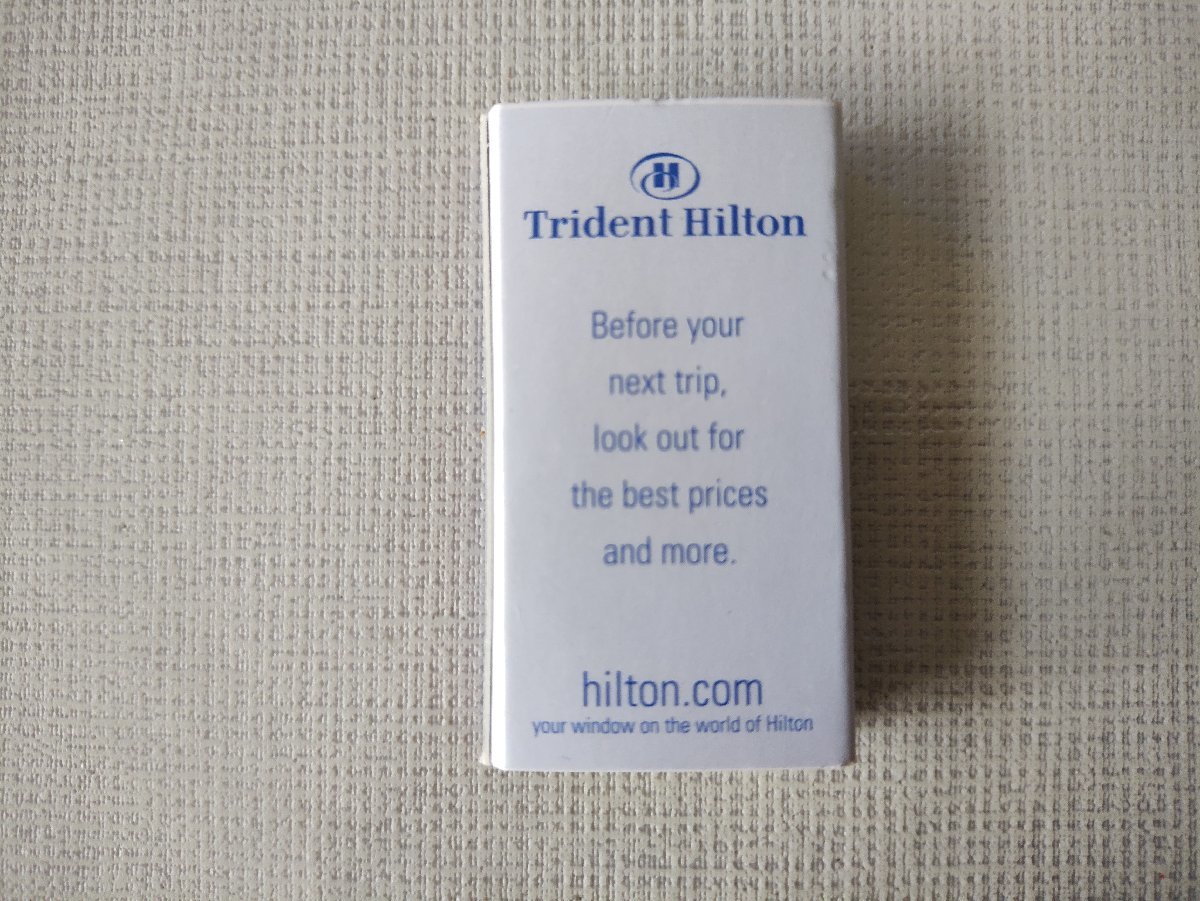 H
Trident Hilton
Before your
next trip,
look out for
the best prices
and more.
hilton.com
your window on the world of Hilton